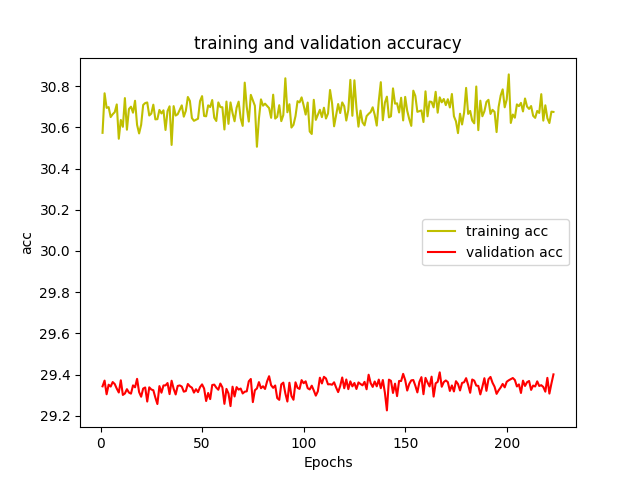 training and validation accuracy
acc
30.8
30.6
30.4
30.2
30.0
29.8
29.6
29.4
29.2
training acc
validation acc
0
50
100
150
200
Epochs